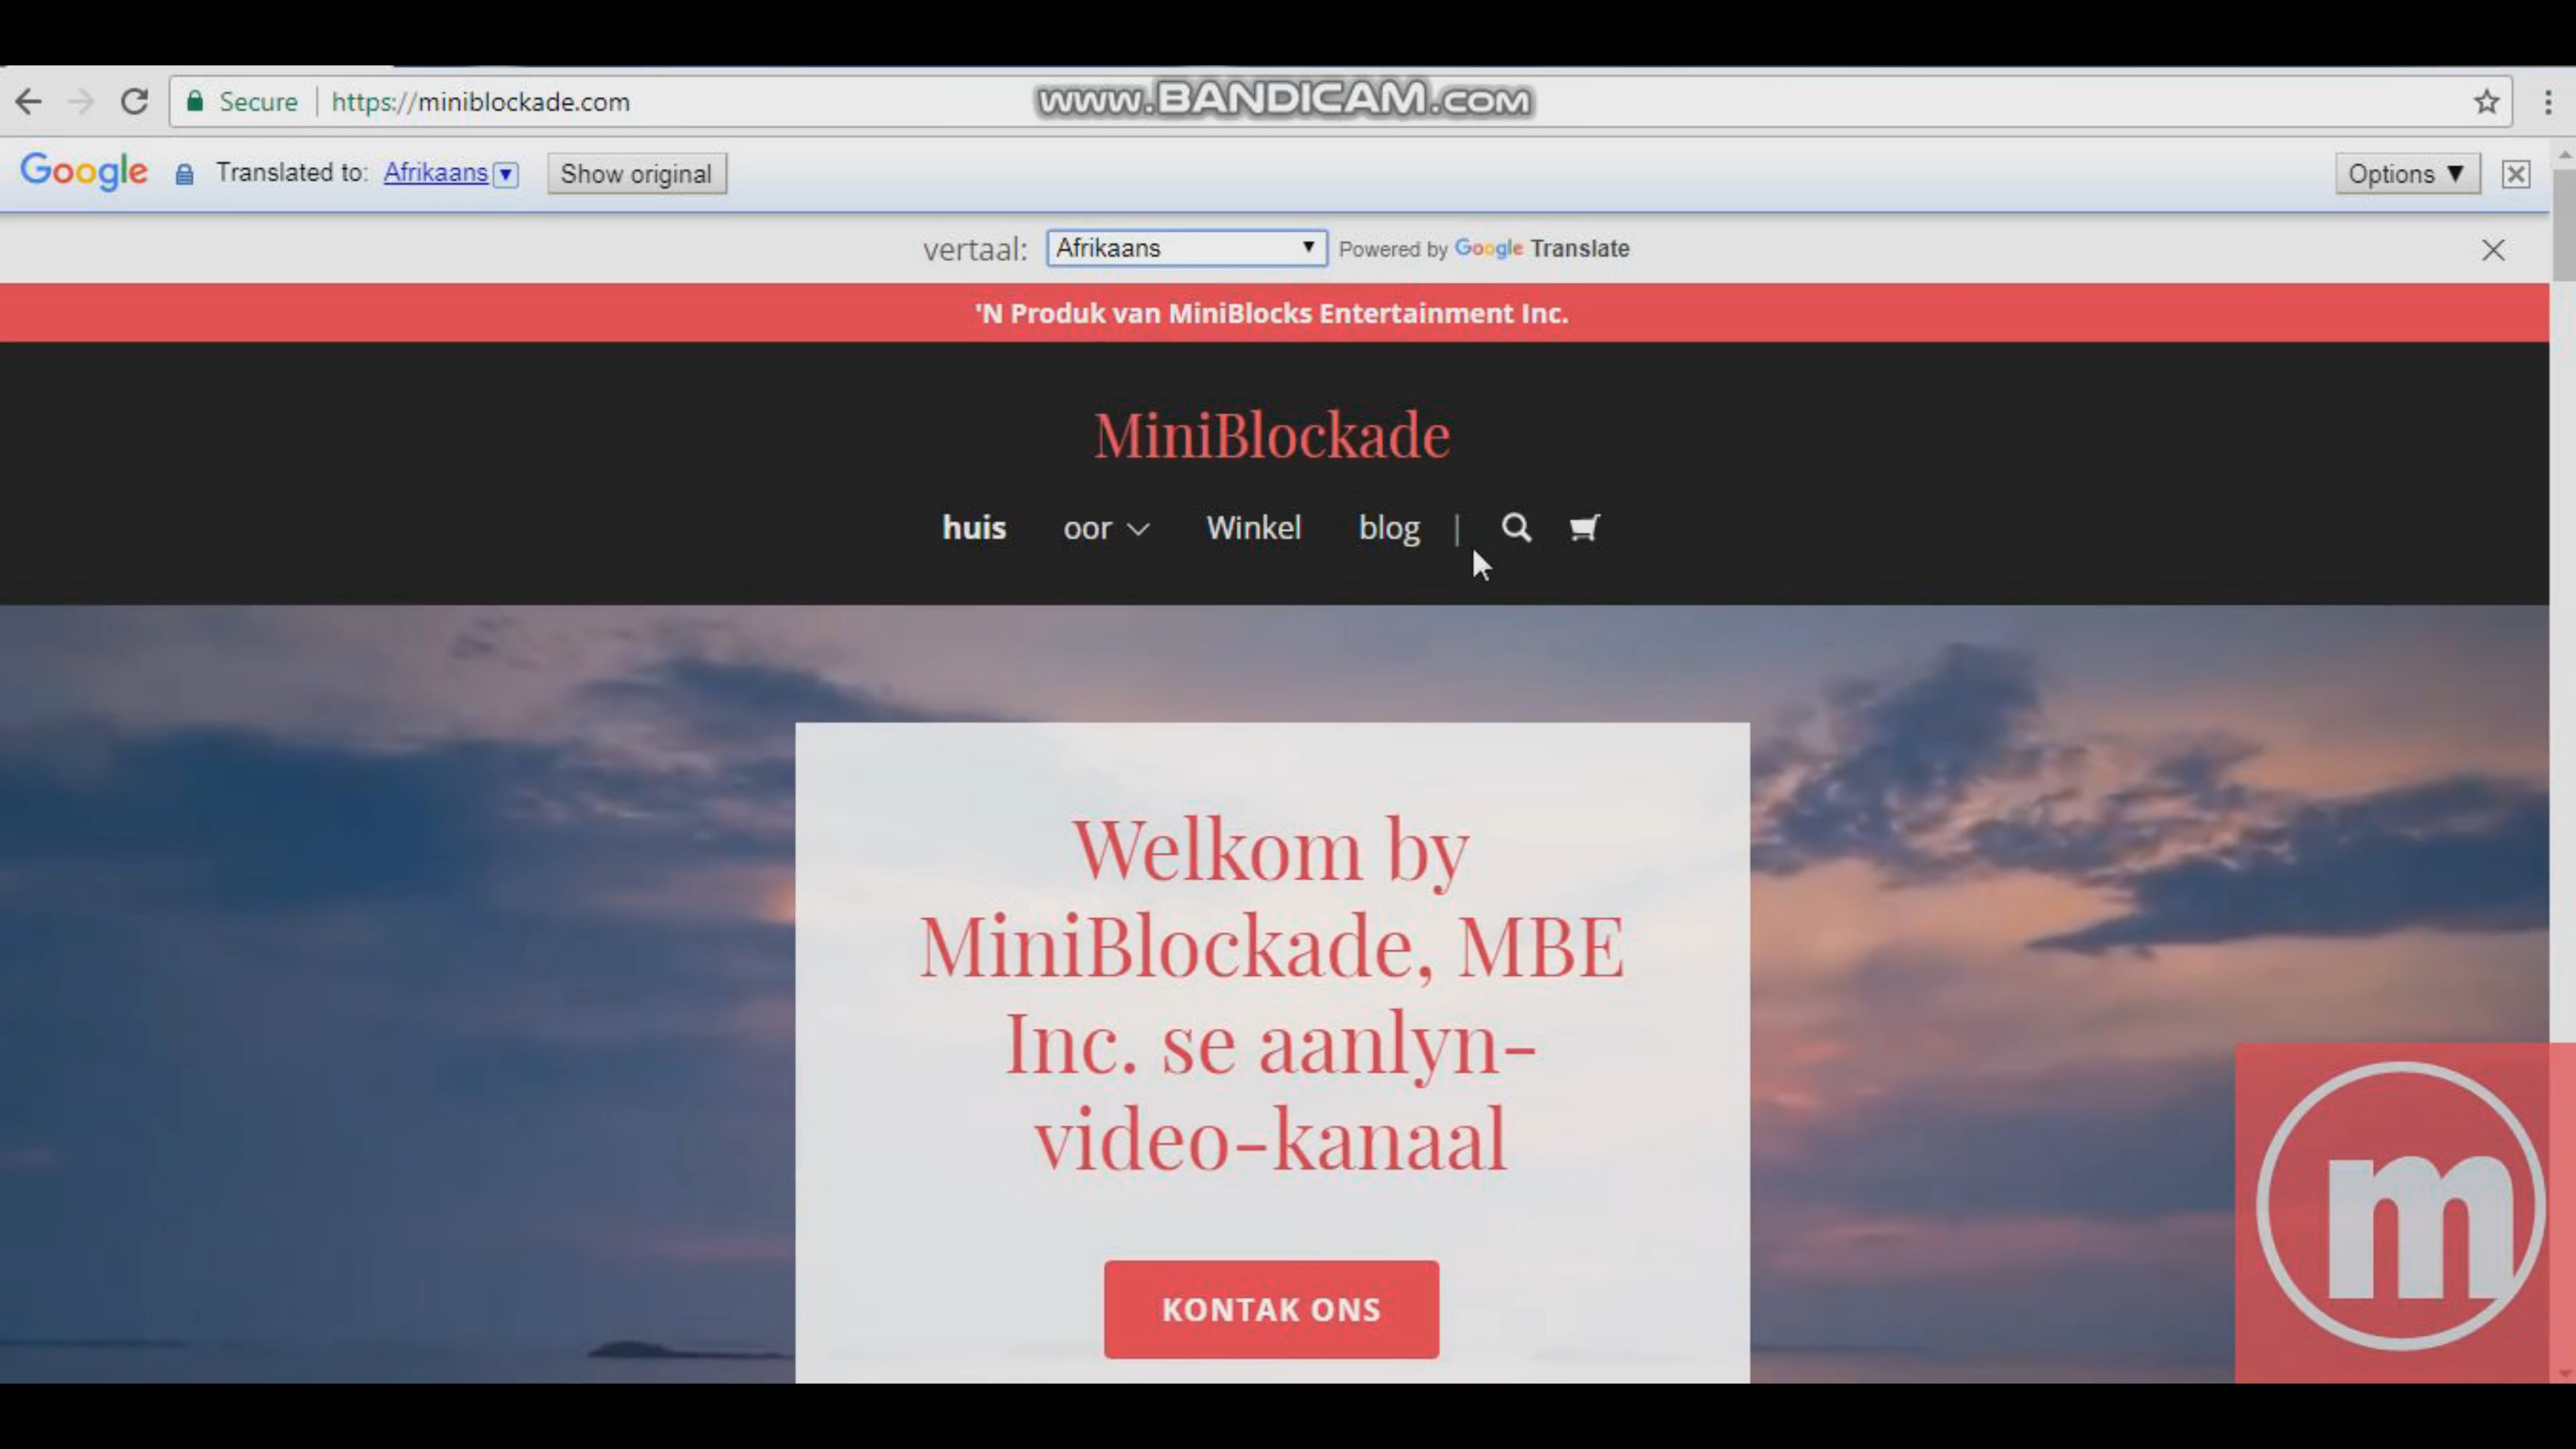 Secure https://miniblockade.com
www.BANDICAM.com
Google Translated to: Afrikaans Show original Options ▼
vertaal: Afrikaans Powered by Google Translate
'N Produk van MiniBlocks Entertainment Inc.
MiniBlockade
huis oor Winkel blog |
Welkom by
MiniBlockade, MBE
Inc. se aanlyn-
video-kanaal
KONTAK ONS
m